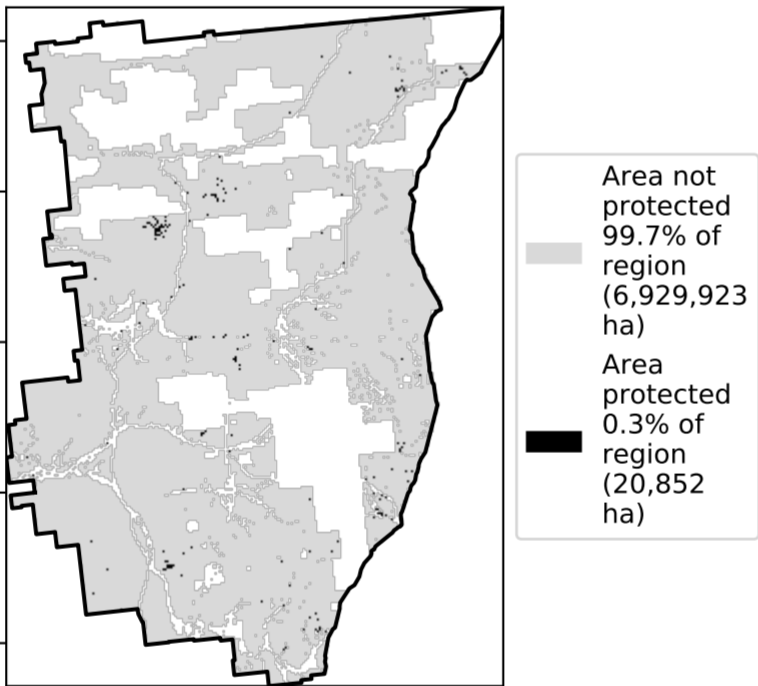 Area not
protected
99.7% of
region
(6,929,923
ha)
Area
protected
0.3% of
region
(20,852
ha)